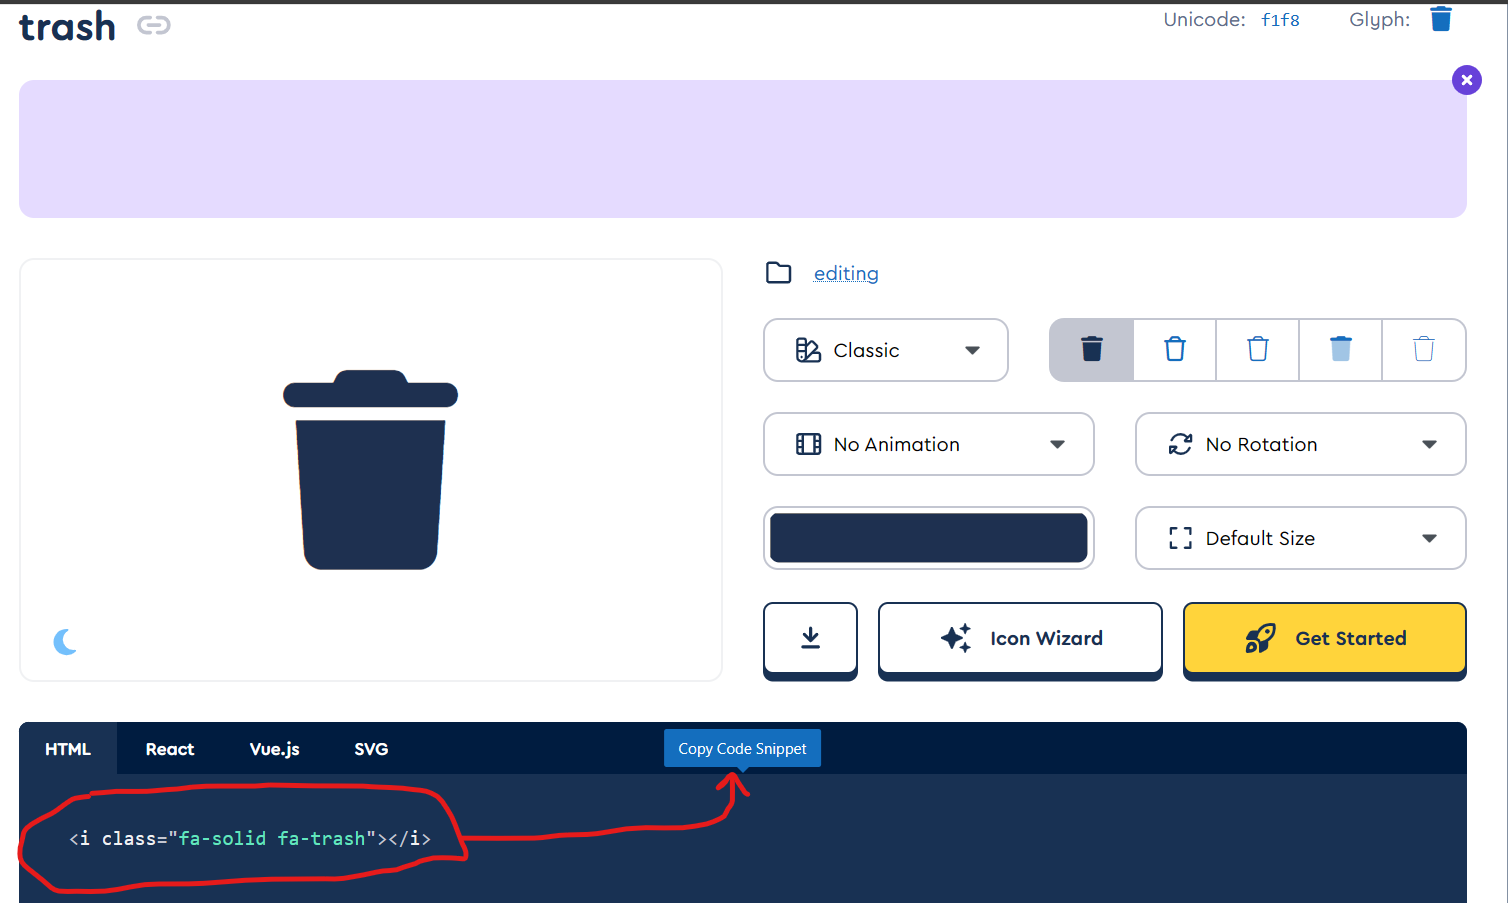 trash
Unicode: f1f8 Glyph:
editing
Classic
No Animation
No Rotation
Default Size
Icon Wizard
Get Started
HTML React Vue.js SVG
Copy Code Snippet
<i class="fa-solid fa-trash"></i>